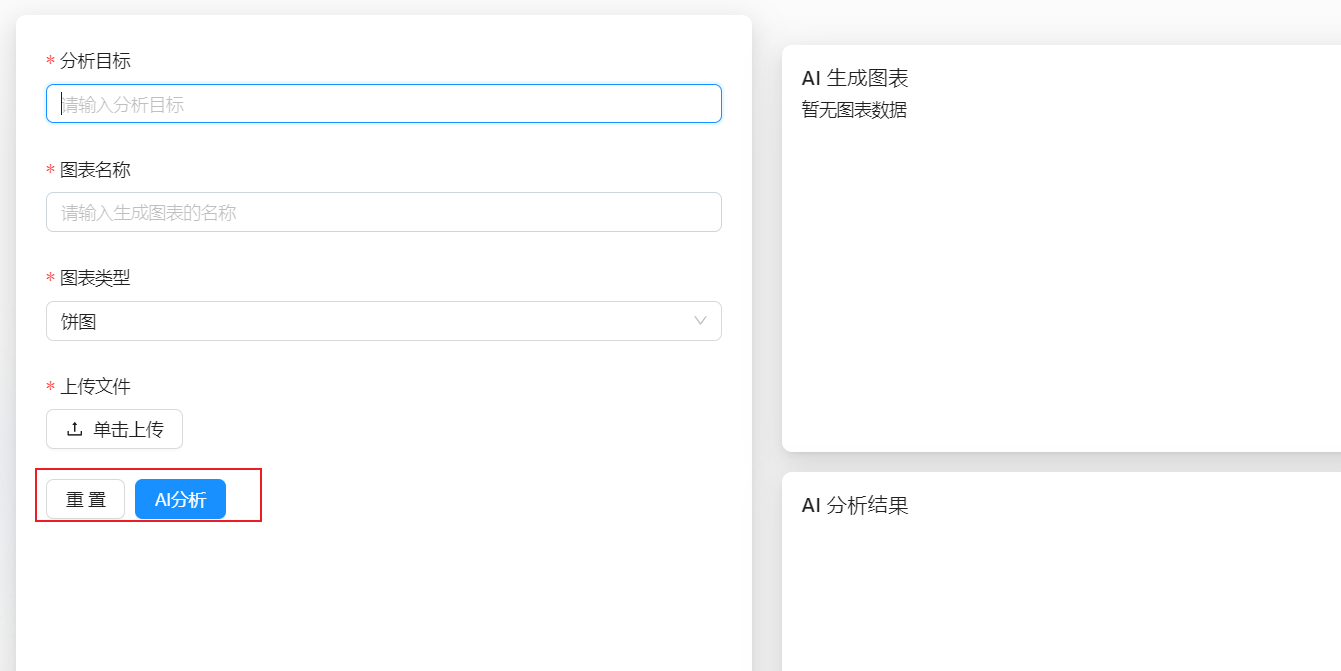 * 分析目标
请输入分析目标
* 图表名称
请输入生成图表的名称
* 图表类型
饼图
* 上传文件
单击上传
重 置
AI分析
AI 生成图表
暂无图表数据
AI 分析结果